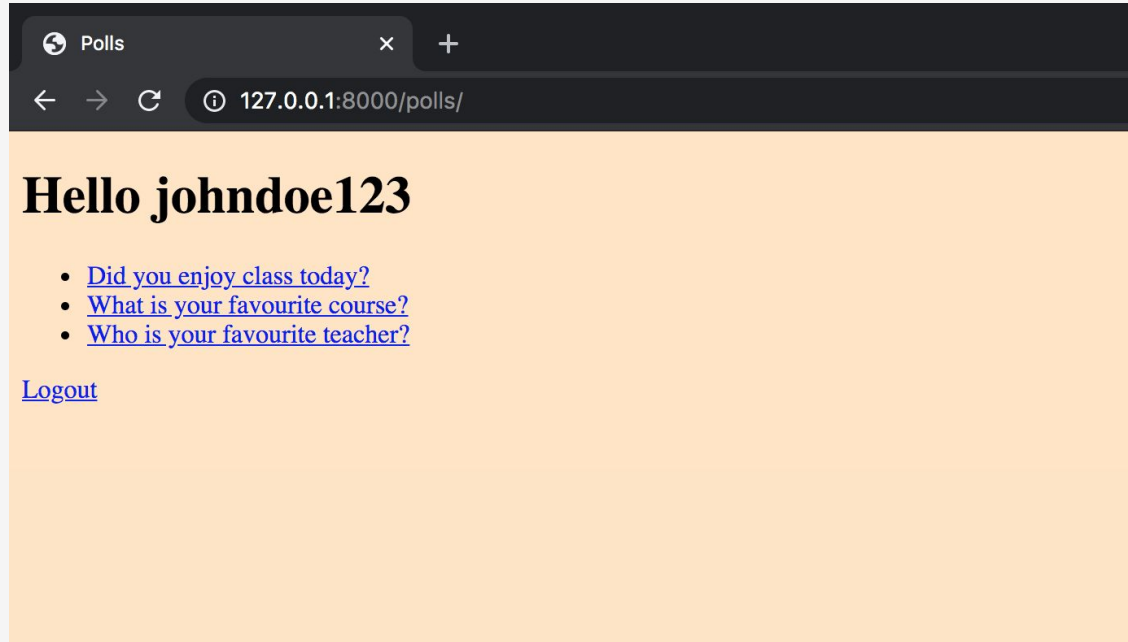 Polls
127.0.0.1:8000/polls/
Hello johndoe123
Did you enjoy class today?
What is your favourite course?
Who is your favourite teacher?
Logout